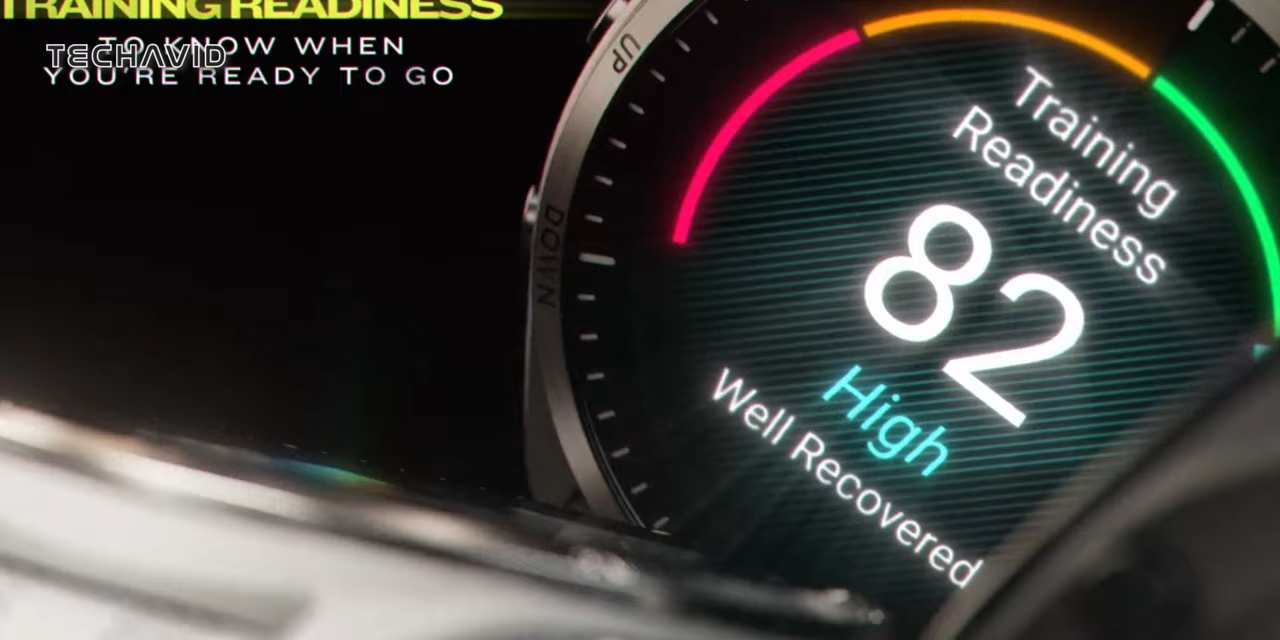 TRAINING READINESS
TO KNOW WHEN
TECHAVID
YOU'RE READY TO GO
UP
DOWN
Training
Readiness
82
High
Well Recovered